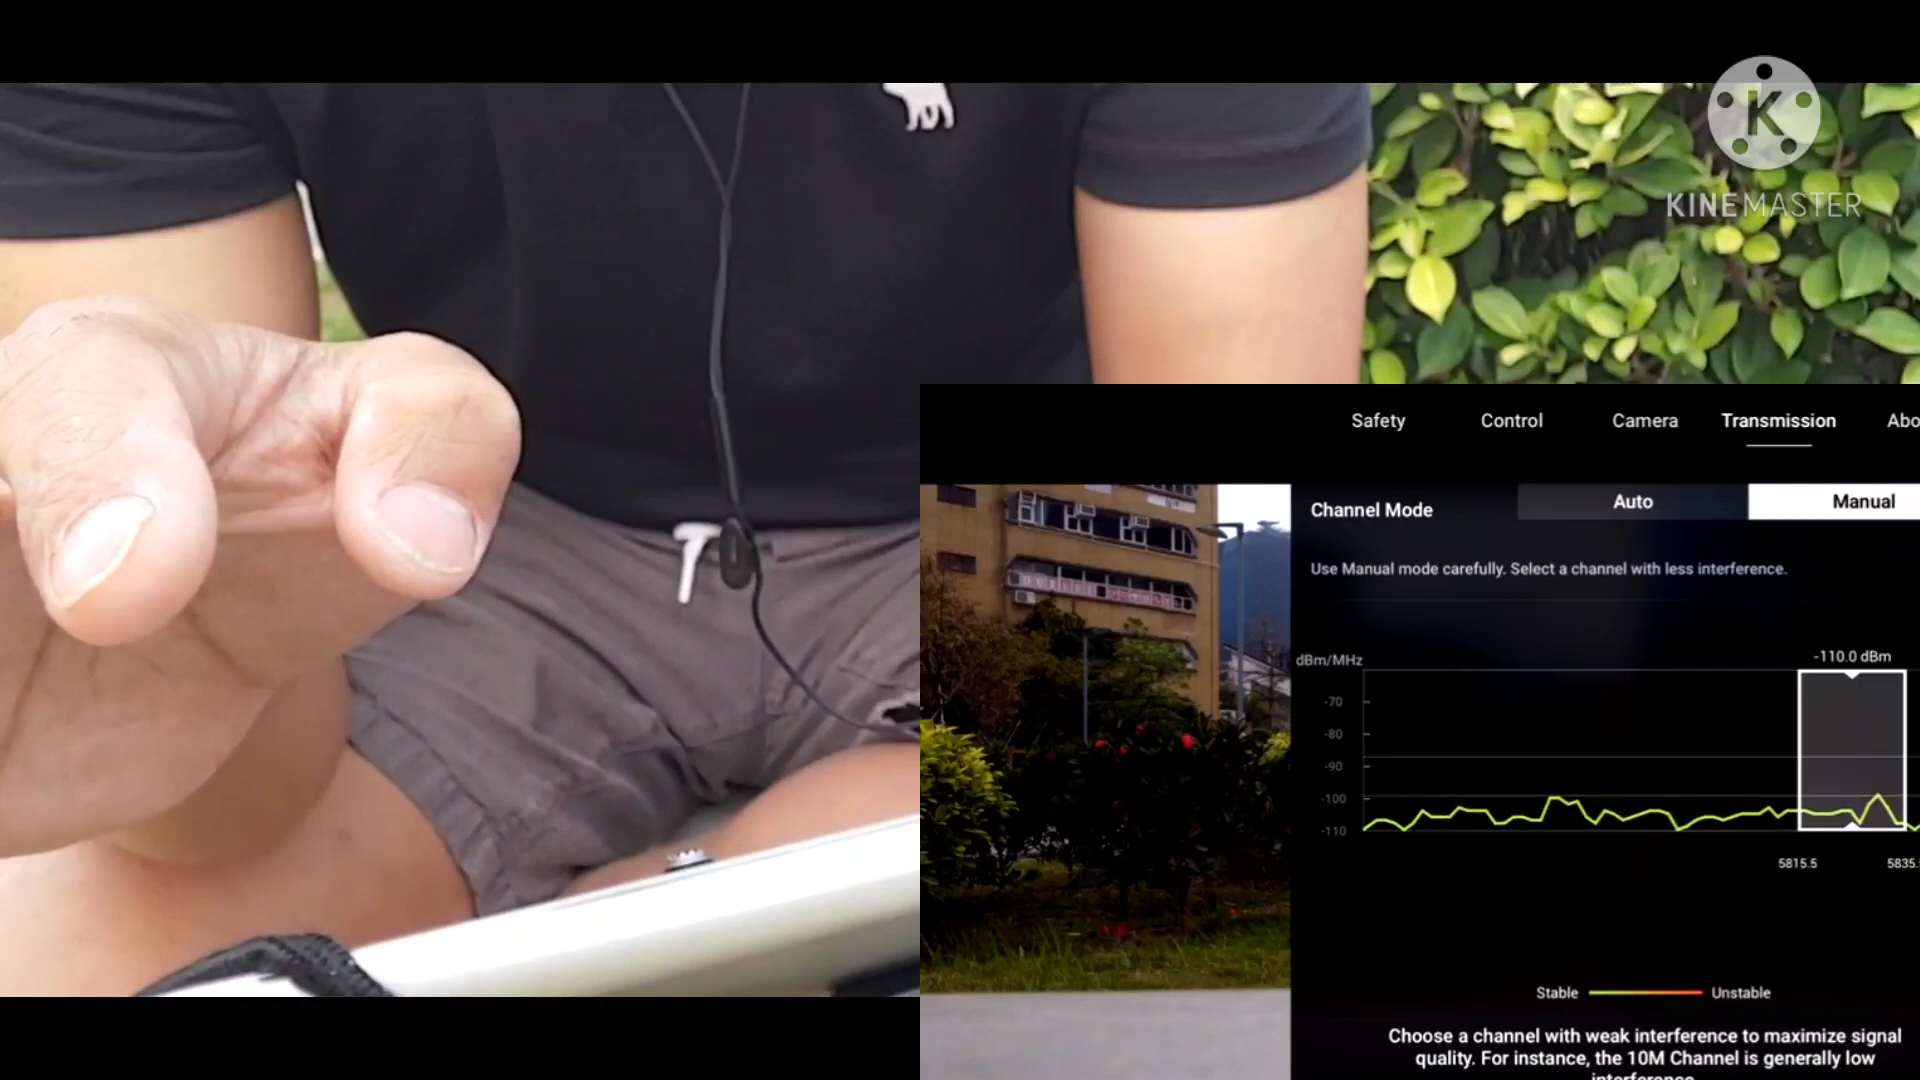 K
KINEMASTER
Safety Control Camera Transmission Abo
Channel Mode Auto Manual
Use Manual mode carefully. Select a channel with less interference.
dBm/MHz
-110.0 dBm
-70
-80
-90
-100
-110
5815.5 5835.
Stable Unstable
Choose a channel with weak interference to maximize signal
quality. For instance, the 10M Channel is generally low
interference